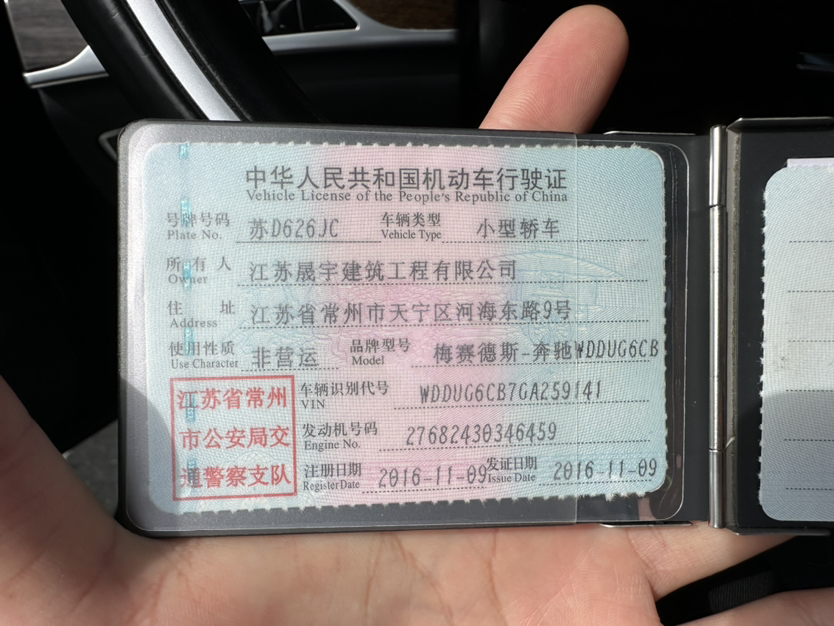 中华人民共和国机动车行驶证
Vehicle License of the People's Republic of China
号牌号码 苏D626JC 车辆类型 小型轿车
Plate No. Vehicle Type
所有人 江苏晟宇建筑工程有限公司
Owner
住址 江苏省常州市天宁区河海东路9号
Address
使用性质 非营运 品牌型号 梅赛德斯-奔驰WDDUG6CB
Use Character Model
江苏省常州
市公安局交
通警察支队
车辆识别代号 WDDUG6CB7GA259141
VIN
发动机号码 27682430346459
Engine No.
注册日期 2016-11-09 发证日期 2016-11-09
Register Date Issue Date